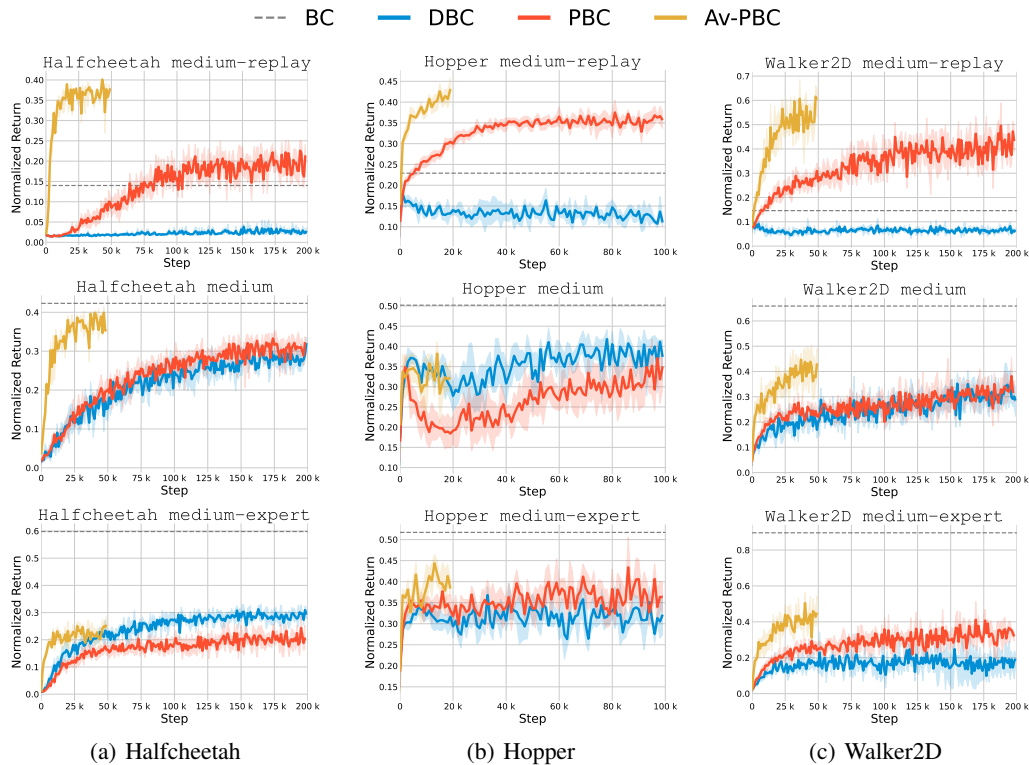 BC DBC PBC Av-PBC
Halfcheetah medium-replay
Normalized Return
0.40
0.35
0.30
0.25
0.20
0.15
0.10
0.05
0.00
0 25 k 50 k 75 k 100 k 125 k 150 k 175 k 200 k
Step
Hopper medium-replay
Normalized Return
0.45
0.40
0.35
0.30
0.25
0.20
0.15
0.10
0 20 k 40 k 60 k 80 k 100 k
Step
Walker2D medium-replay
Normalized Return
0.7
0.6
0.5
0.4
0.3
0.2
0.1
0.0
0 25 k 50 k 75 k 100 k 125 k 150 k 175 k 200 k
Step
Halfcheetah medium
Normalized Return
0.4
0.3
0.2
0.1
0.0
0 25 k 50 k 75 k 100 k 125 k 150 k 175 k 200 k
Step
Hopper medium
Normalized Return
0.50
0.45
0.40
0.35
0.30
0.25
0.20
0.15
0.10
0 20 k 40 k 60 k 80 k 100 k
Step
Walker2D medium
Normalized Return
0.6
0.5
0.4
0.3
0.2
0.1
0.0
0 25 k 50 k 75 k 100 k 125 k 150 k 175 k 200 k
Step
Halfcheetah medium-expert
Normalized Return
0.6
0.5
0.4
0.3
0.2
0.1
0.0
0 25 k 50 k 75 k 100 k 125 k 150 k 175 k 200 k
Step
Hopper medium-expert
Normalized Return
0.50
0.45
0.40
0.35
0.30
0.25
0.20
0.15
0 20 k 40 k 60 k 80 k 100 k
Step
Walker2D medium-expert
Normalized Return
0.8
0.6
0.4
0.2
0.0
0 25 k 50 k 75 k 100 k 125 k 150 k 175 k 200 k
Step
(a) Halfcheetah
(b) Hopper
(c) Walker2D